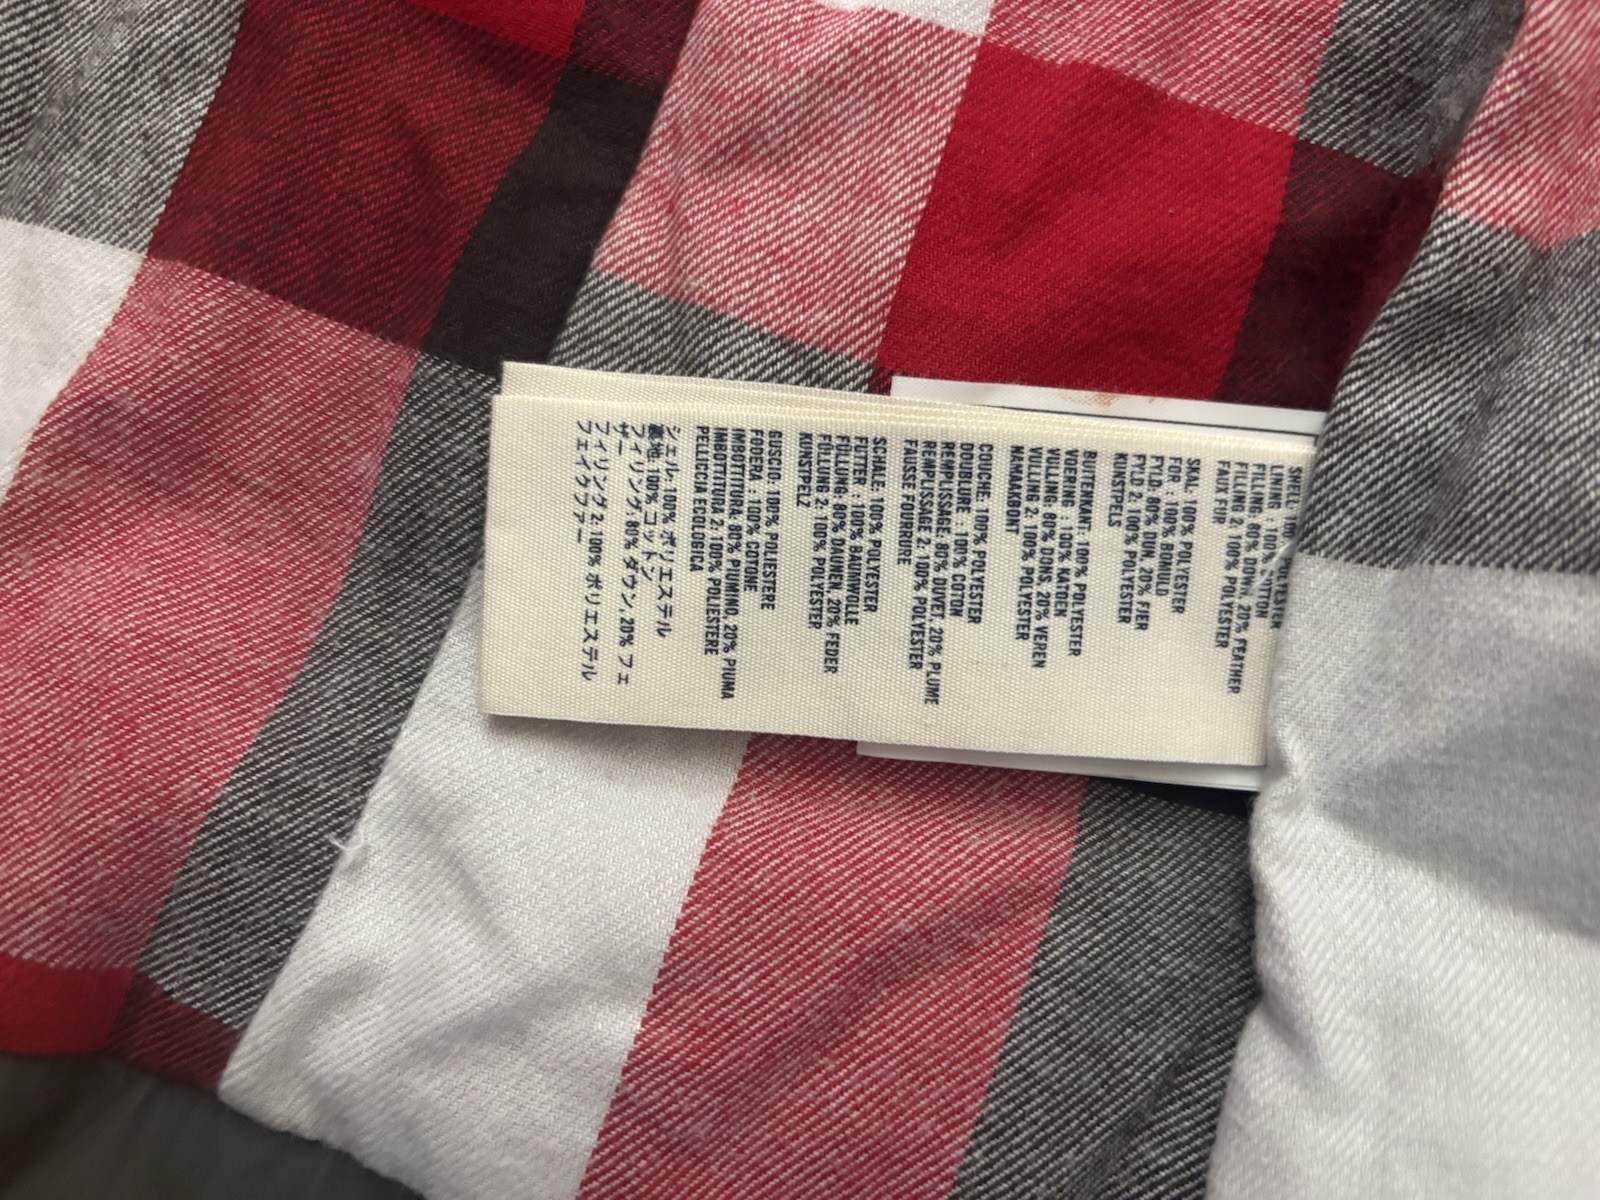 SHELL: 100% POLYESTER
LINING : 100% COTTON
FILLING: 80% DOWN, 20% FEATHER
FILLING 2: 100% POLYESTER
FAUX FUR
SKAL: 100% POLYESTER
FOR : 100% BOMULD
FYLD: 80% DUN, 20% FJER
FYLD 2: 100% POLYESTER
KUNSTPELS
BUITENKANT: 100% POLYESTER
VOERING : 100% KATOEN
VULLING: 80% DONS, 20% VEREN
VULLING 2: 100% POLYESTER
NAMAAKBONT
COUCHE: 100% POLYESTER
DOUBLURE : 100% COTON
REMPLISSAGE: 80% DUVET, 20% PLUME
REMPLISSAGE 2: 100% POLYESTER
FAUSSE FOURRURE
SCHALE: 100% POLYESTER
FUTTER : 100% BAUMWOLLE
FÜLLUNG: 80% DAUNEN, 20% FEDER
FÜLLUNG 2: 100% POLYESTER
KUNSTPELZ
GUSCIO: 100% POLIESTERE
FODERA : 100% COTONE
IMBOTTITURA: 80% PIUMINO, 20% PIUMA
IMBOTTITURA 2: 100% POLIESTERE
PELLICCIA ECOLOGICA
シェル: 100% ポリエステル
裏地: 100% コットン
フィリング: 80% ダウン, 20% フェ
ザー
フィリング 2: 100% ポリエステル
フェイクファー